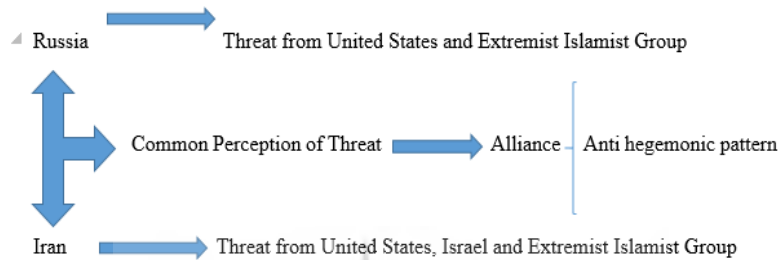 Russia Threat from United States and Extremist Islamist Group
Common Perception of Threat Alliance Anti hegemonic pattern
Iran Threat from United States, Israel and Extremist Islamist Group